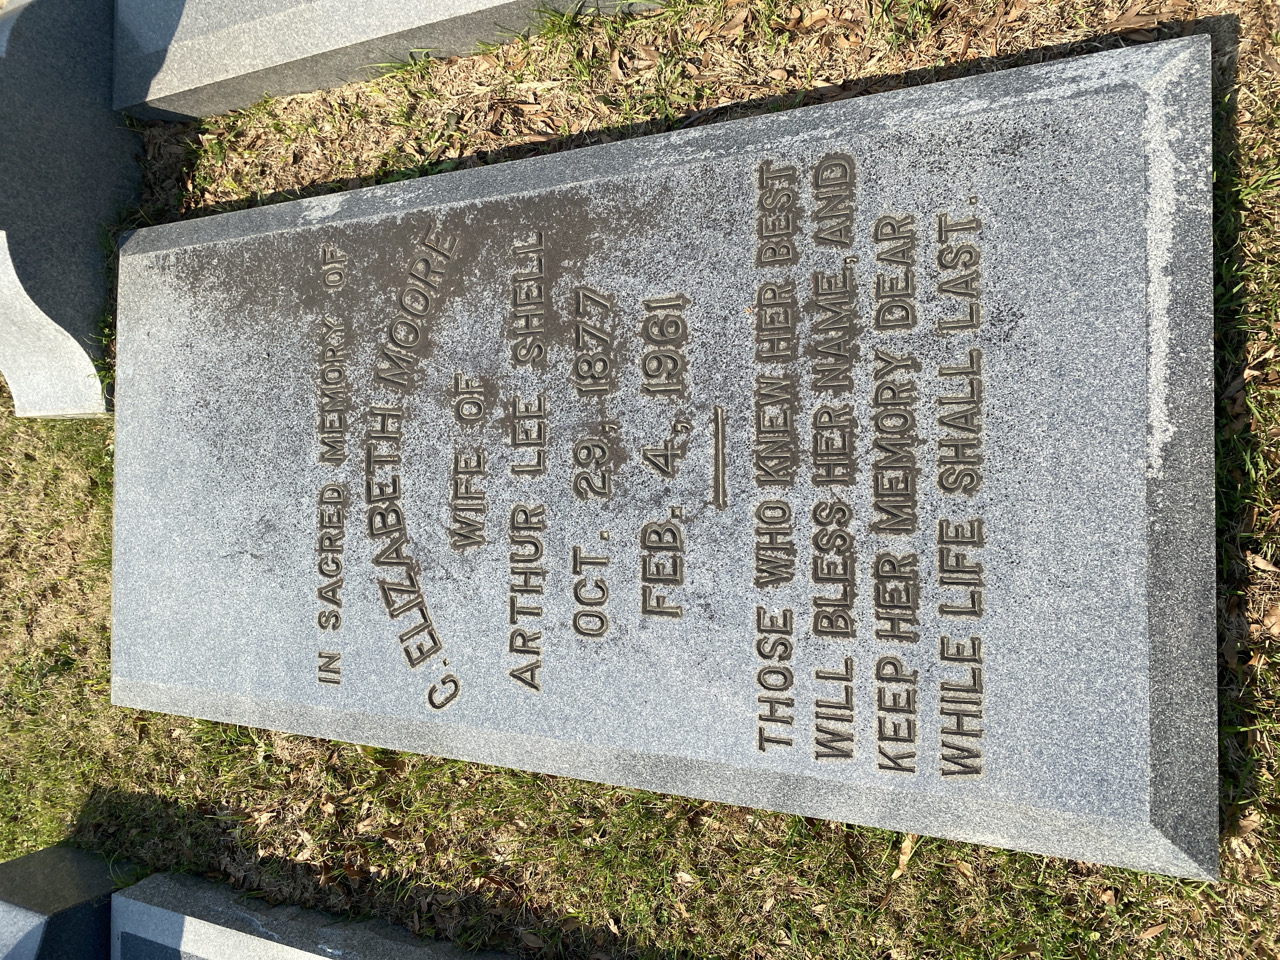 IN SACRED MEMORY OF
C. ELIZABETH MOORE
WIFE OF
ARTHUR LEE SHELL
OCT. 29, 1877
FEB. 4, 1961
THOSE WHO KNEW HER BEST
WILL BLESS HER NAME, AND
KEEP HER MEMORY DEAR
WHILE LIFE SHALL LAST.